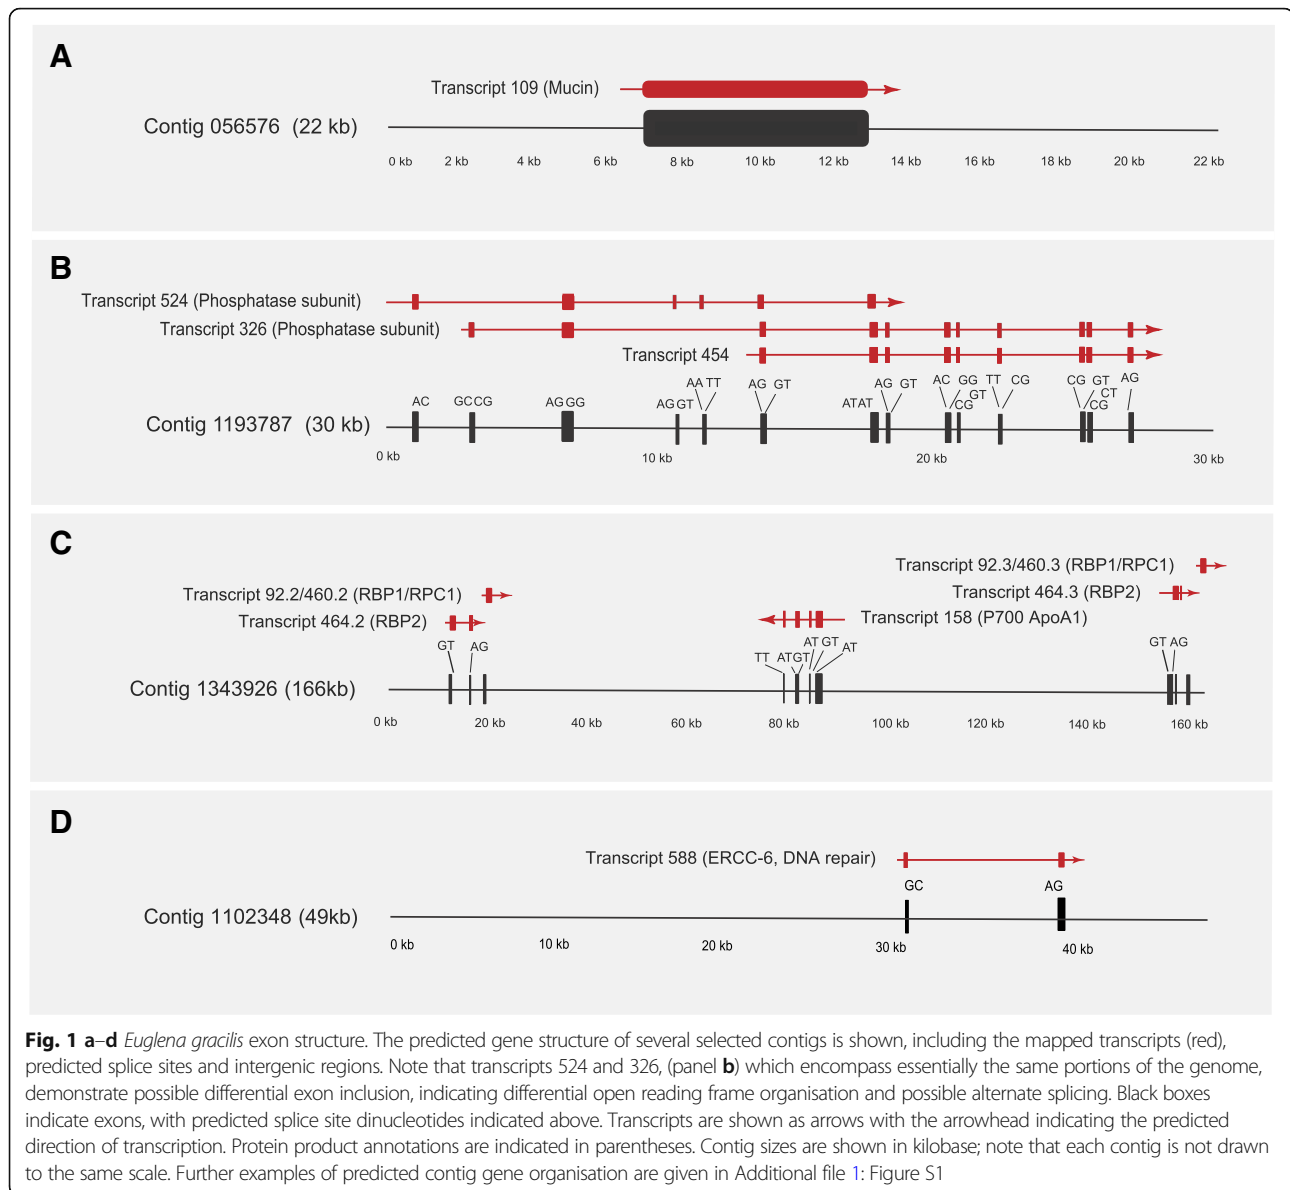 A
Transcript 109 (Mucin)
Contig 056576 (22 kb)
0 kb 2 kb 4 kb 6 kb 8 kb 10 kb 12 kb 14 kb 16 kb 18 kb 20 kb 22 kb
B
Transcript 524 (Phosphatase subunit)
Transcript 326 (Phosphatase subunit)
Transcript 454
AC GCCG AGGG AGGT AA TT AG GT ATAT AG GT AC GG CG GT TT CG CG GT CG CT AG
Contig 1193787 (30 kb)
0 kb 10 kb 20 kb 30 kb
C
Transcript 92.3/460.3 (RBP1/RPC1)
Transcript 92.2/460.2 (RBP1/RPC1)
Transcript 464.3 (RBP2)
Transcript 464.2 (RBP2)
Transcript 158 (P700 ApoA1)
GT AG TT ATGT AT GT AT GT AG
Contig 1343926 (166kb)
0 kb 20 kb 40 kb 60 kb 80 kb 100 kb 120 kb 140 kb 160 kb
D
Transcript 588 (ERCC-6, DNA repair)
GC AG
Contig 1102348 (49kb)
0 kb 10 kb 20 kb 30 kb 40 kb
Fig. 1 a–d Euglena gracilis exon structure. The predicted gene structure of several selected contigs is shown, including the mapped transcripts (red),
predicted splice sites and intergenic regions. Note that transcripts 524 and 326, (panel b) which encompass essentially the same portions of the genome,
demonstrate possible differential exon inclusion, indicating differential open reading frame organisation and possible alternate splicing. Black boxes
indicate exons, with predicted splice site dinucleotides indicated above. Transcripts are shown as arrows with the arrowhead indicating the predicted
direction of transcription. Protein product annotations are indicated in parentheses. Contig sizes are shown in kilobase; note that each contig is not drawn
to the same scale. Further examples of predicted contig gene organisation are given in Additional file 1: Figure S1